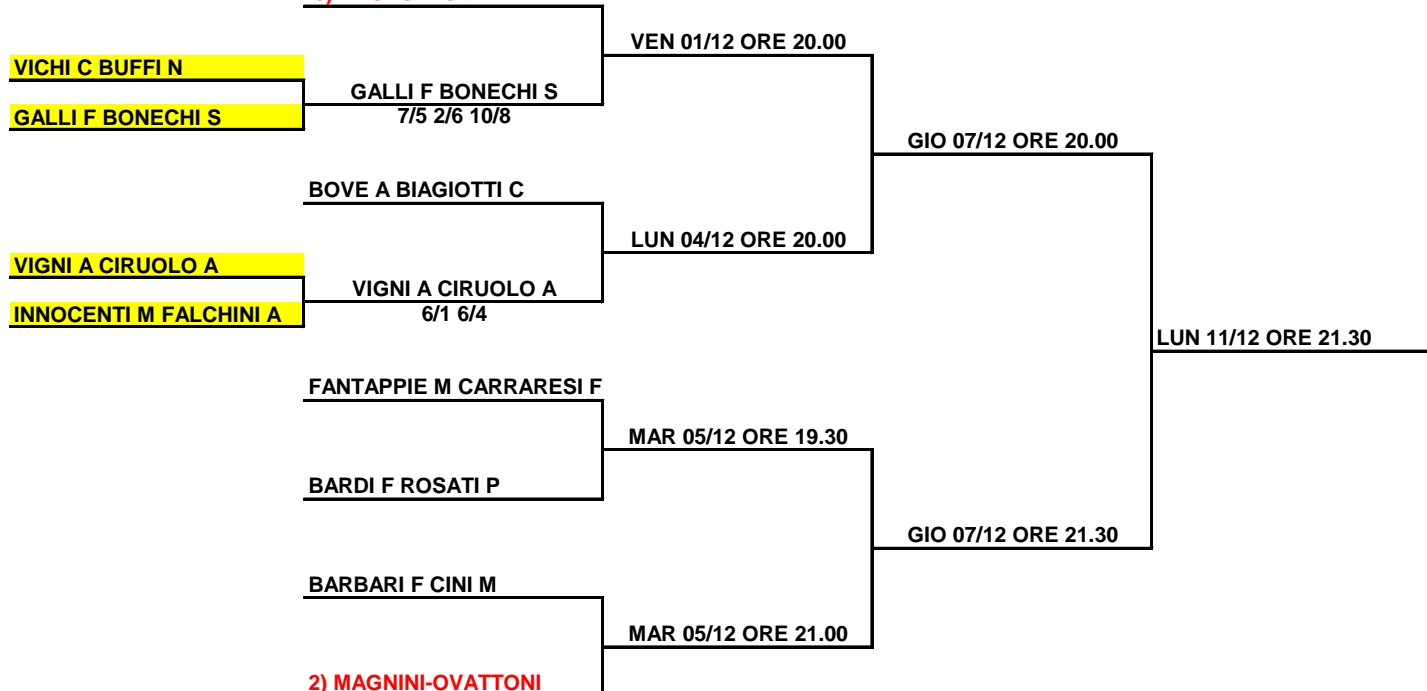 VEN 01/12 ORE 20.00
VICHI C BUFFI N
GALLI F BONECHI S
7/5 2/6 10/8
GALLI F BONECHI S
GIO 07/12 ORE 20.00
BOVE A BIAGIOTTI C
LUN 04/12 ORE 20.00
VIGNI A CIRUOLO A
VIGNI A CIRUOLO A
6/1 6/4
INNOCENTI M FALCHINI A
LUN 11/12 ORE 21.30
FANTAPPIE M CARRARESI F
MAR 05/12 ORE 19.30
BARDI F ROSATI P
GIO 07/12 ORE 21.30
BARBARI F CINI M
MAR 05/12 ORE 21.00
2) MAGNINI-OVATTONI